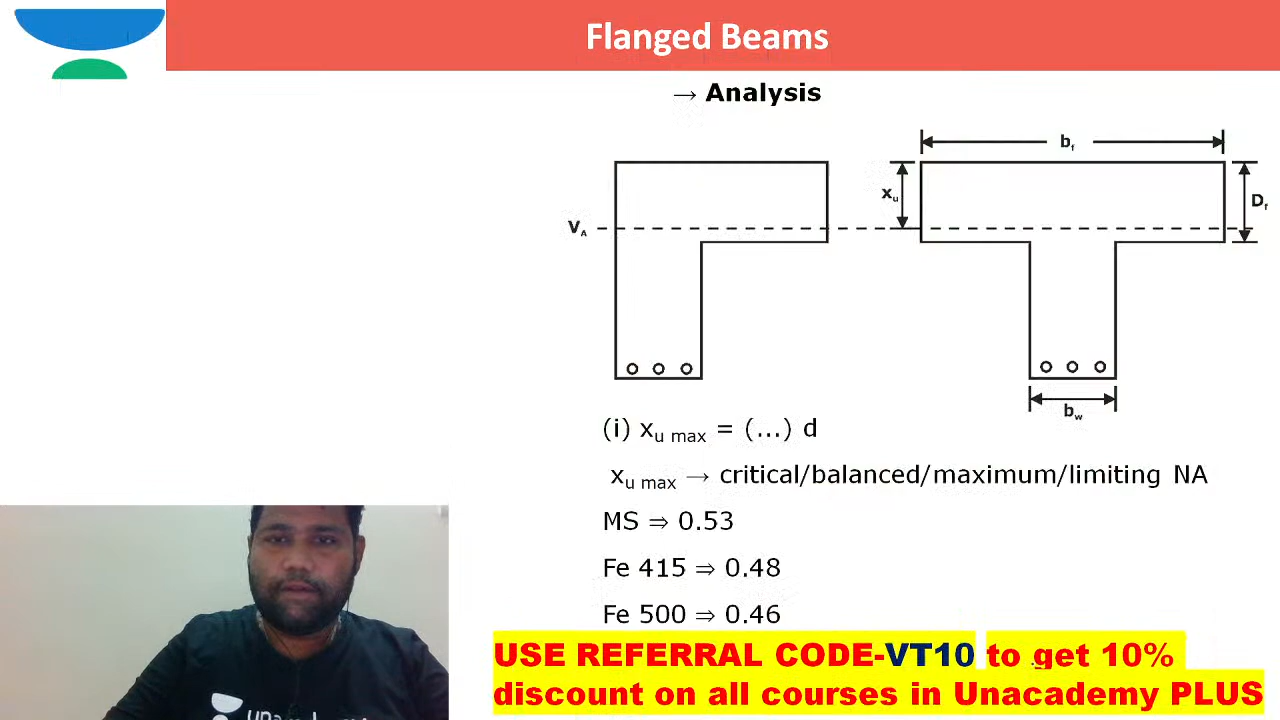 Flanged Beams
→ Analysis
b_f
x_u
D_f
V_A
b_w
(i) x_u max = (...) d
x_u max → critical/balanced/maximum/limiting NA
MS ⇒ 0.53
Fe 415 ⇒ 0.48
Fe 500 ⇒ 0.46
USE REFERRAL CODE-VT10 to get 10%
discount on all courses in Unacademy PLUS